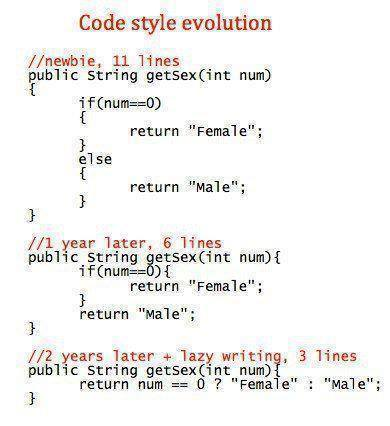 Code style evolution
//newbie, 11 lines
public String getSex(int num)
{
if(num==0)
{
return "Female";
}
else
{
return "Male";
}
}
//1 year later, 6 lines
public String getSex(int num){
if(num==0){
return "Female";
}
return "Male";
}
//2 years later + lazy writing, 3 lines
public String getSex(int num){
return num == 0 ? "Female" : "Male";
}